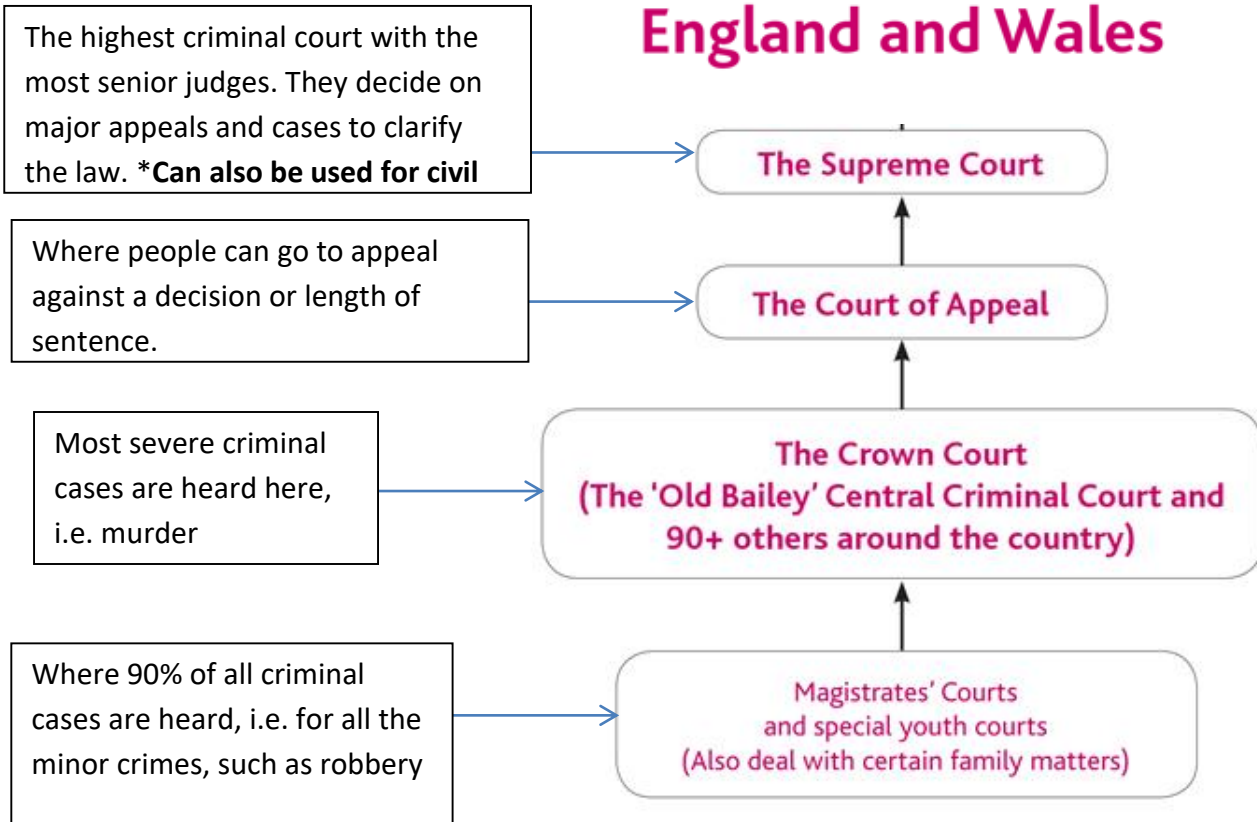 England and Wales
The highest criminal court with the
most senior judges. They decide on
major appeals and cases to clarify
the law. *Can also be used for civil
The Supreme Court
Where people can go to appeal
against a decision or length of
sentence.
The Court of Appeal
Most severe criminal
cases are heard here,
i.e. murder
The Crown Court
(The 'Old Bailey' Central Criminal Court and
90+ others around the country)
Where 90% of all criminal
cases are heard, i.e. for all the
minor crimes, such as robbery
Magistrates' Courts
and special youth courts
(Also deal with certain family matters)